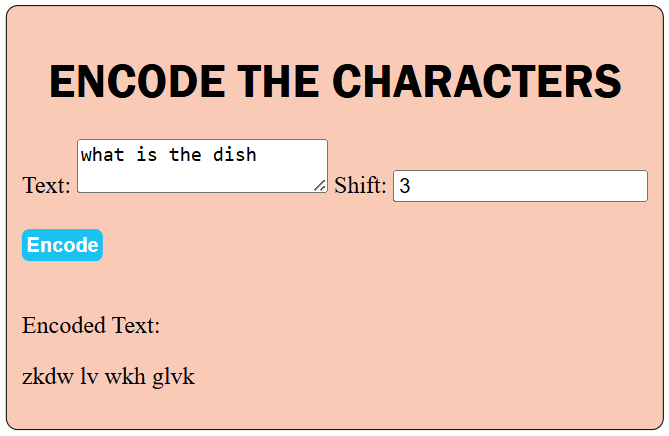 ENCODE THE CHARACTERS
what is the dish
Text: Shift: 3
Encode
Encoded Text:
zkdw lv wkh glvk